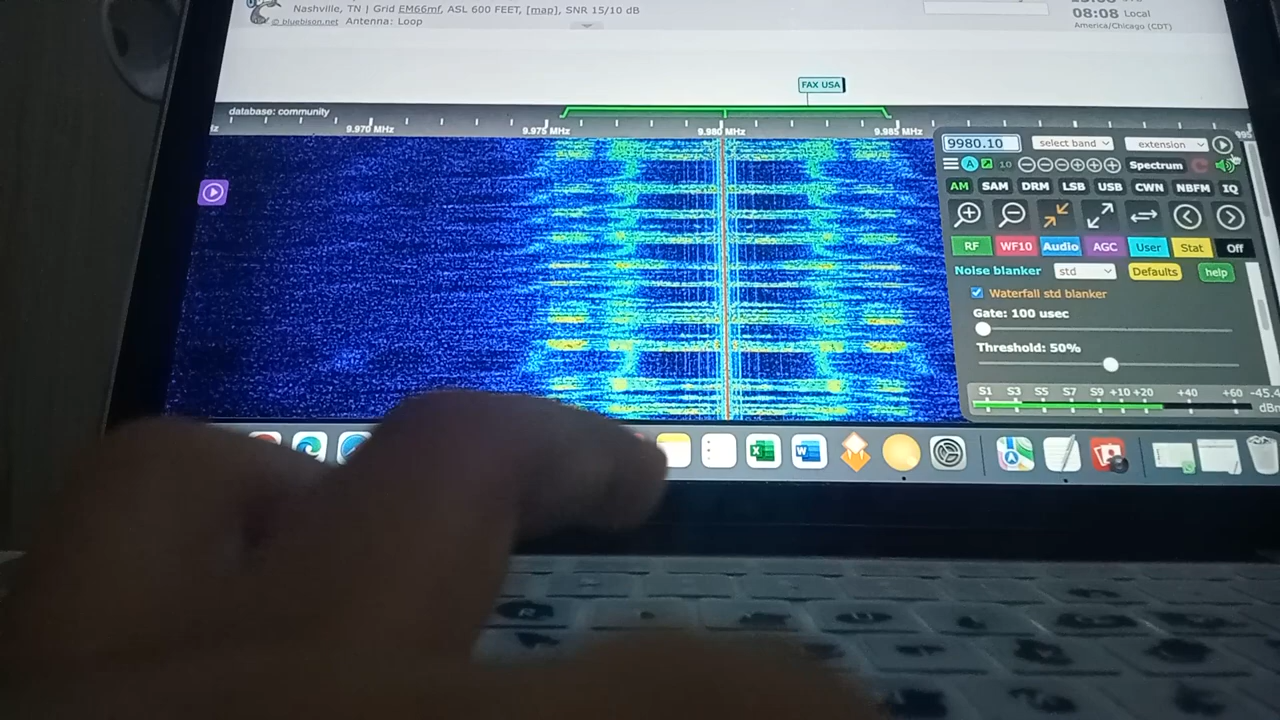 Nashville, TN | Grid EM66mf, ASL 600 FEET, [map], SNR 15/10 dB
© bluebison.net Antenna: Loop
08:08 Local
America/Chicago (CDT)
FAX USA
database: community
9.970 MHz 9.975 MHz 9.980 MHz 9.985 MHz
995
9980.10 select band extension
A 10 Spectrum
AM SAM DRM LSB USB CWN NBFM IQ
RF WF10 Audio AGC User Stat Off
Noise blanker std Defaults help
Waterfall std blanker
Gate: 100 usec
Threshold: 50%
S1 S3 S5 S7 S9 +10 +20 +40 +60 -45.4
dBm